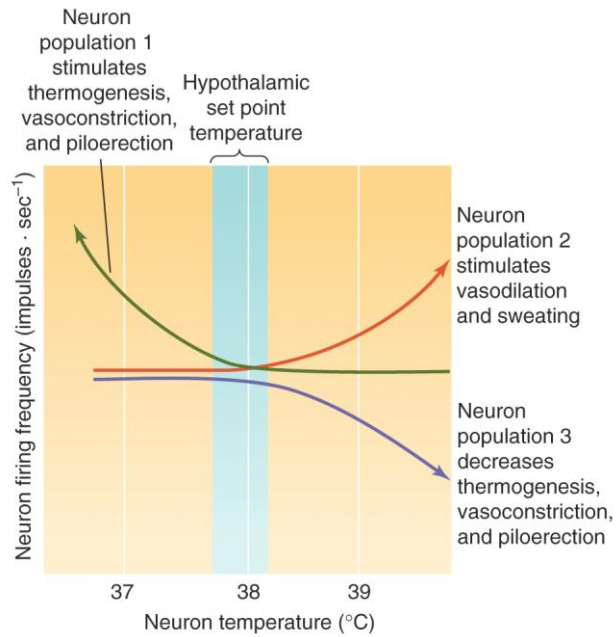 Neuron
population 1
stimulates
thermogenesis,
vasoconstriction,
and piloerection
Hypothalamic
set point
temperature
Neuron
population 2
stimulates
vasodilation
and sweating
Neuron
population 3
decreases
thermogenesis,
vasoconstriction,
and piloerection
Neuron firing frequency (impulses · sec⁻¹)
37 38 39
Neuron temperature (°C)